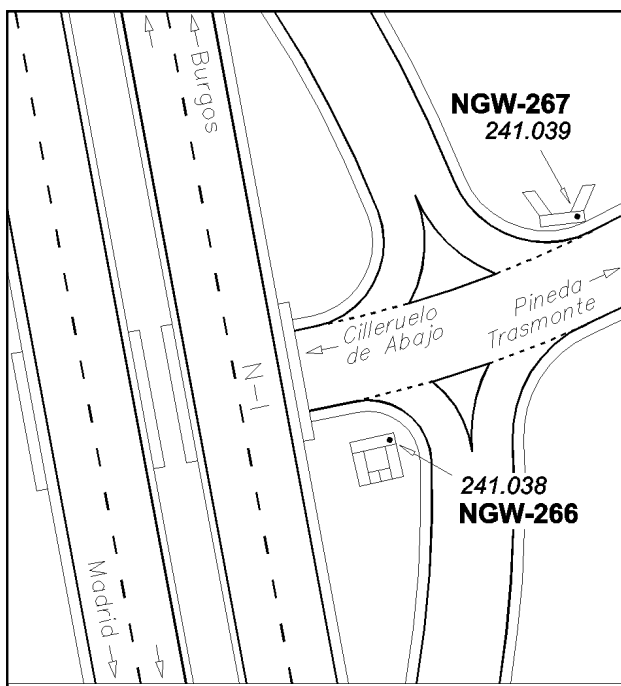 Burgos
NGW-267
241.039
Pineda
Trasmonte
Cilleruelo
de Abajo
N-I
241.038
NGW-266
Madrid